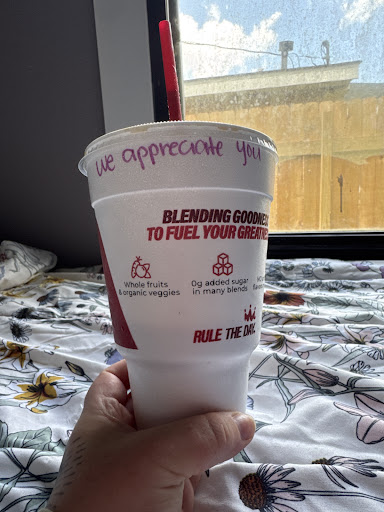 we appreciate you
BLENDING GOODNESS
TO FUEL YOUR GREATNES
Whole fruits
& organic veggies
0g added sugar
in many blends
RULE THE DAY.